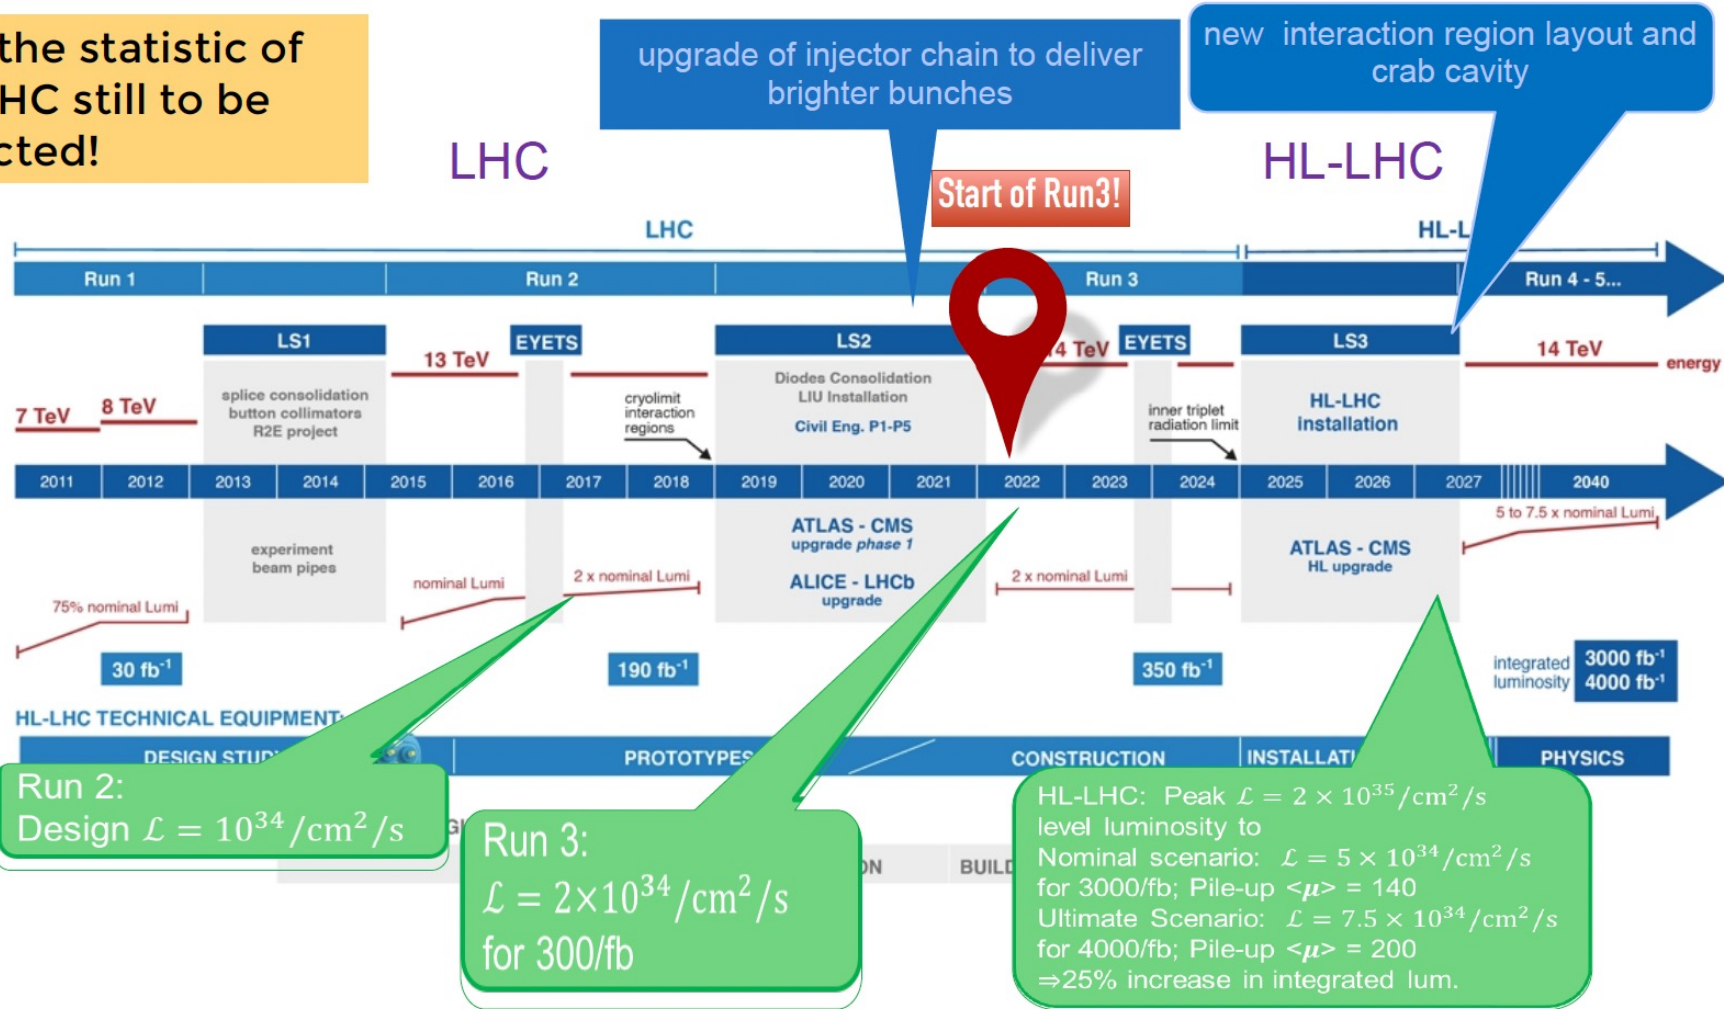 the statistic of
HC still to be
cted!
upgrade of injector chain to deliver
brighter bunches
new interaction region layout and
crab cavity
LHC
HL-LHC
Start of Run3!
LHC
HL-L
Run 1
Run 2
Run 3
Run 4 - 5...
LS1
EYETS
LS2
EYETS
LS3
13 TeV
14 TeV
14 TeV
energy
7 TeV
8 TeV
splice consolidation
button collimators
R2E project
cryolimit
interaction
regions
Diodes Consolidation
LIU Installation
Civil Eng. P1-P5
inner triplet
radiation limit
HL-LHC
installation
2011
2012
2013
2014
2015
2016
2017
2018
2019
2020
2021
2022
2023
2024
2025
2026
2027
2040
5 to 7.5 x nominal Lumi
experiment
beam pipes
ATLAS - CMS
upgrade phase 1
ALICE - LHCb
upgrade
ATLAS - CMS
HL upgrade
75% nominal Lumi
nominal Lumi
2 x nominal Lumi
2 x nominal Lumi
30 fb⁻¹
190 fb⁻¹
350 fb⁻¹
integrated
luminosity
3000 fb⁻¹
4000 fb⁻¹
HL-LHC TECHNICAL EQUIPMENT:
DESIGN STUD
PROTOTYPES
CONSTRUCTION
INSTALLATI
PHYSICS
ON
BUILD
Run 2:
Design ℒ = 10³⁴/cm²/s
Run 3:
ℒ = 2×10³⁴/cm²/s
for 300/fb
HL-LHC: Peak ℒ = 2 × 10³⁵/cm²/s
level luminosity to
Nominal scenario: ℒ = 5 × 10³⁴/cm²/s
for 3000/fb; Pile-up <μ> = 140
Ultimate Scenario: ℒ = 7.5 × 10³⁴/cm²/s
for 4000/fb; Pile-up <μ> = 200
⇒25% increase in integrated lum.